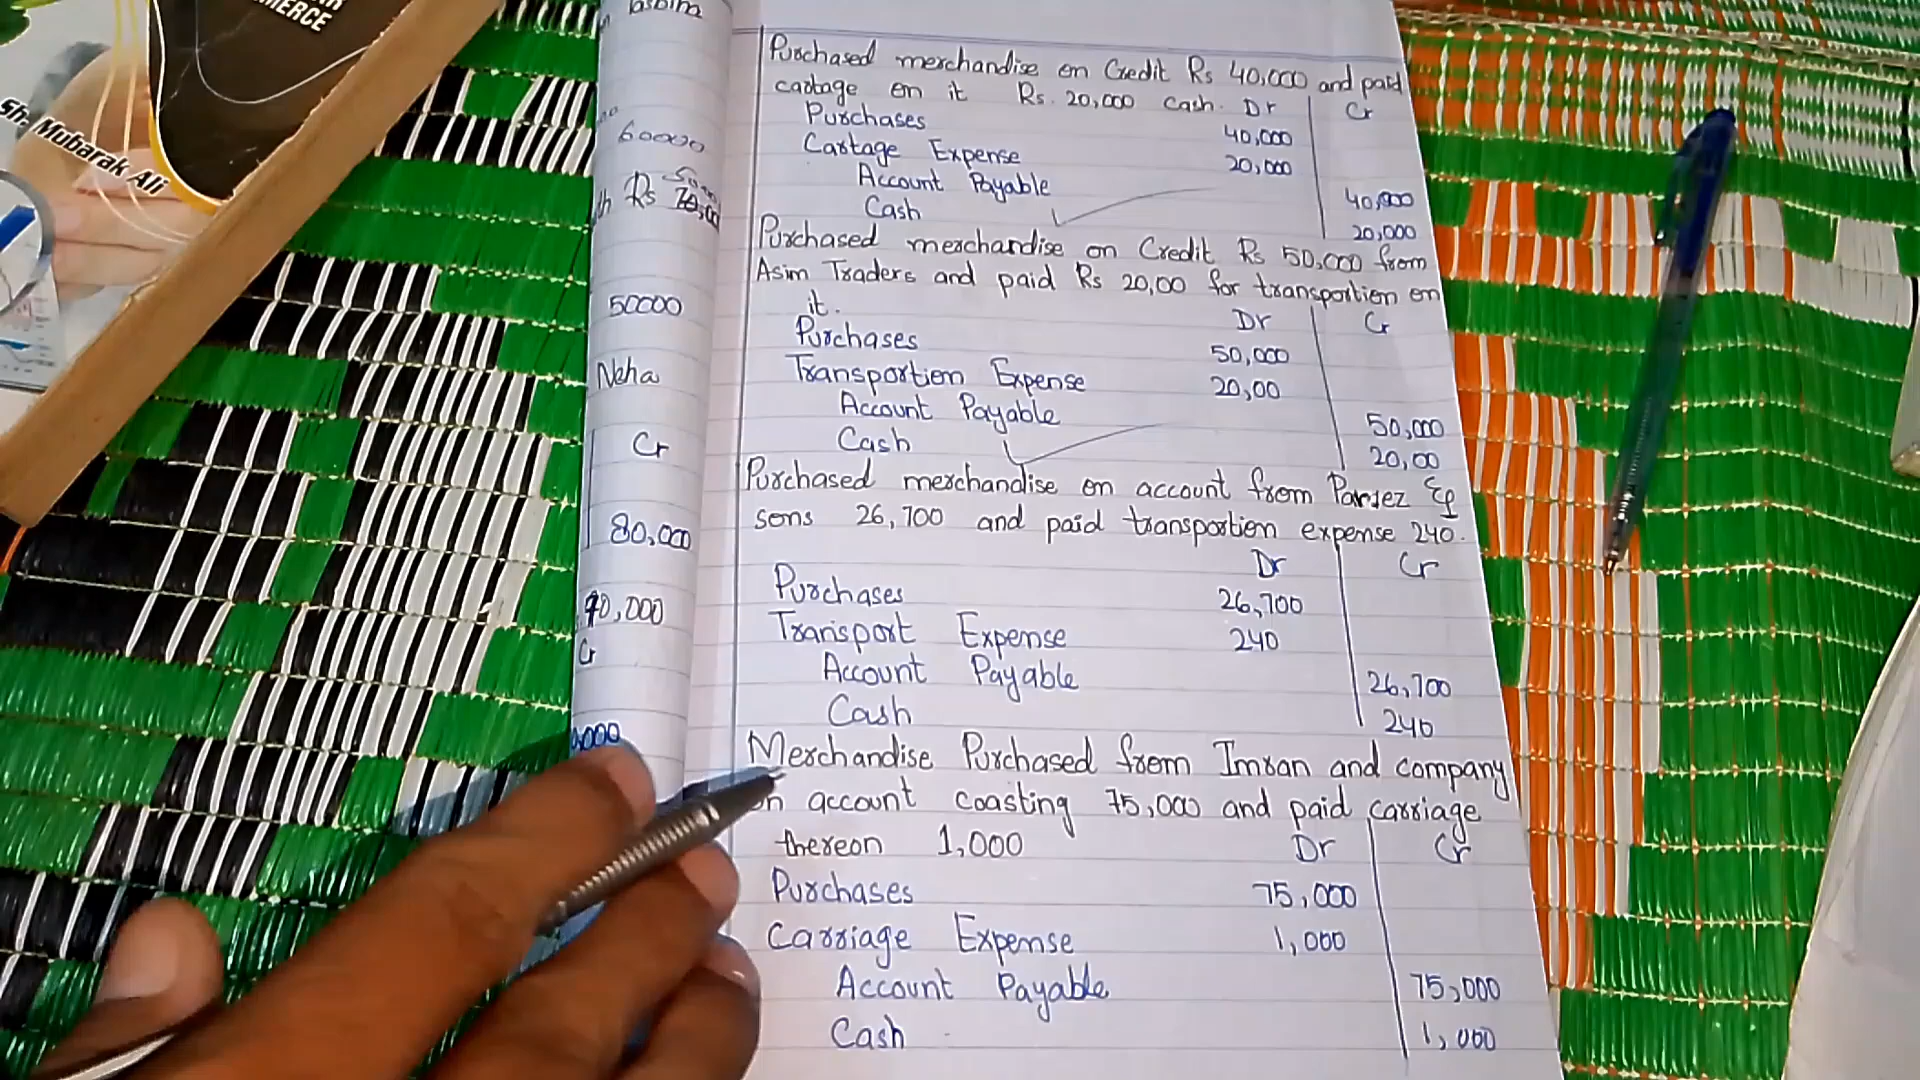 MERCE
Sh. Mubarak Ali
60000
Rs
50000
Neha
Cr
80,000
Cr
Purchased merchandise on Credit Rs 40,000 and paid
cartage on it Rs. 20,000 cash. Dr Cr
Purchases 40,000
Cartage Expense 20,000
Account Payable 40,000
Cash 20,000
Purchased merchandise on Credit Rs 50,000 from
Asim Traders and paid Rs 20,00 for transportion on
it. Dr Cr
Purchases 50,000
Transportion Expense 20,00
Account Payable 50,000
Cash 20,00
Purchased merchandise on account from
sons 26,700 and paid transportion expense 240.
Dr Cr
Purchases 26,700
Transport Expense 240
Account Payable 26,700
Cash 240
Merchandise Purchased from Imran and company
on account coasting 75,000 and paid carriage
thereon 1,000 Dr Cr
Purchases 75,000
Carriage Expense 1,000
Account Payable 75,000
Cash 1,000